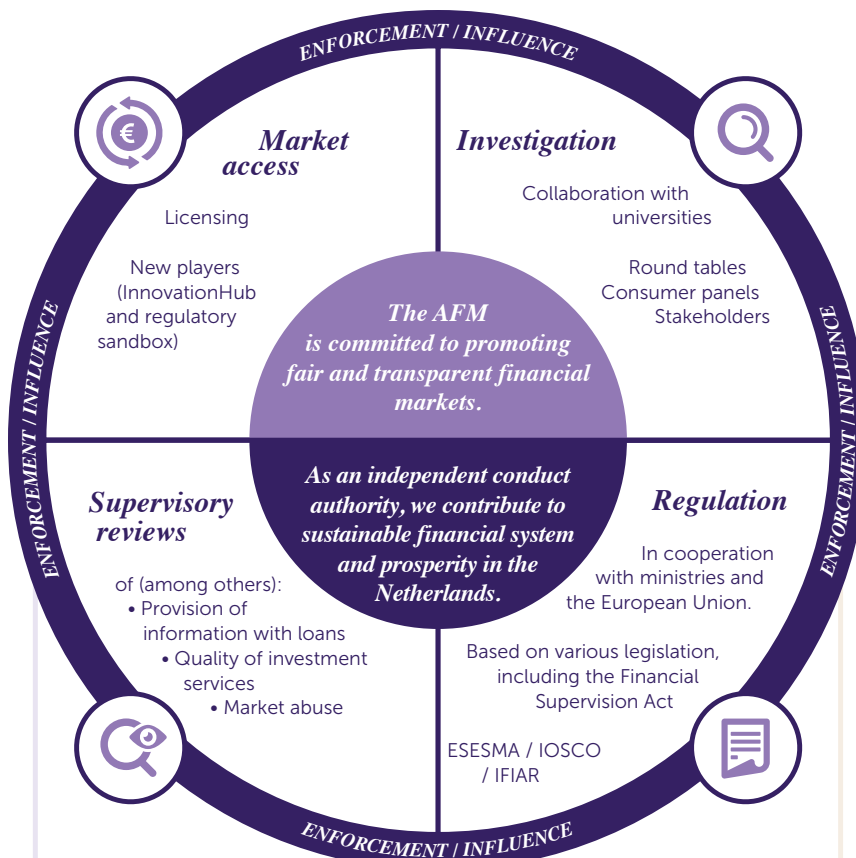 ENFORCEMENT / INFLUENCE
Market
access
Licensing
New players
(InnovationHub
and regulatory
sandbox)
Investigation
Collaboration with
universities
Round tables
Consumer panels
Stakeholders
ENFORCEMENT / INFLUENCE
ENFORCEMENT / INFLUENCE
The AFM
is committed to promoting
fair and transparent financial
markets.
As an independent conduct
authority, we contribute to
sustainable financial system
and prosperity in the
Netherlands.
Supervisory
reviews
of (among others):
• Provision of
information with loans
• Quality of investment
services
• Market abuse
Regulation
In cooperation
with ministries and
the European Union.
Based on various legislation,
including the Financial
Supervision Act
ESESMA / IOSCO
/ IFIAR
ENFORCEMENT / INFLUENCE
€